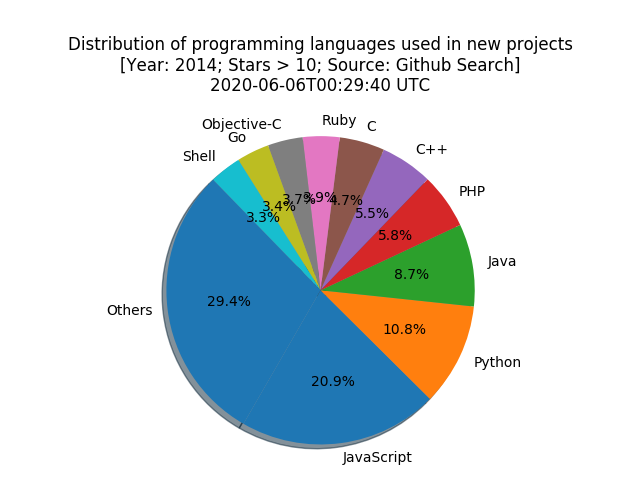 Distribution of programming languages used in new projects
[Year: 2014; Stars > 10; Source: Github Search]
2020-06-06T00:29:40 UTC
Ruby
C
Objective-C
Go
C++
Shell
PHP
3.7%
3.9%
4.7%
3.4%
5.5%
3.3%
5.8%
Java
8.7%
29.4%
Others
10.8%
Python
20.9%
JavaScript